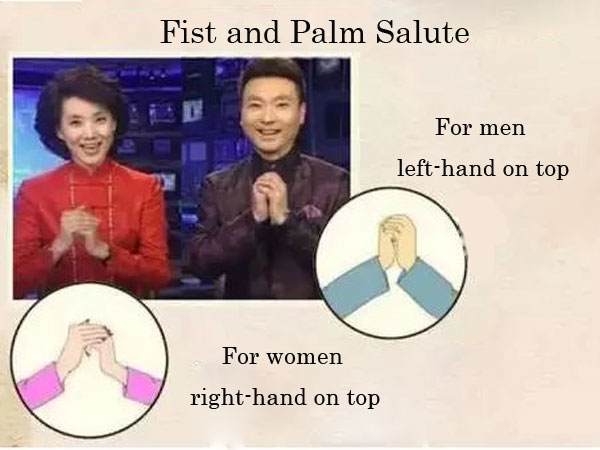 Fist and Palm Salute
For men
left-hand on top
For women
right-hand on top